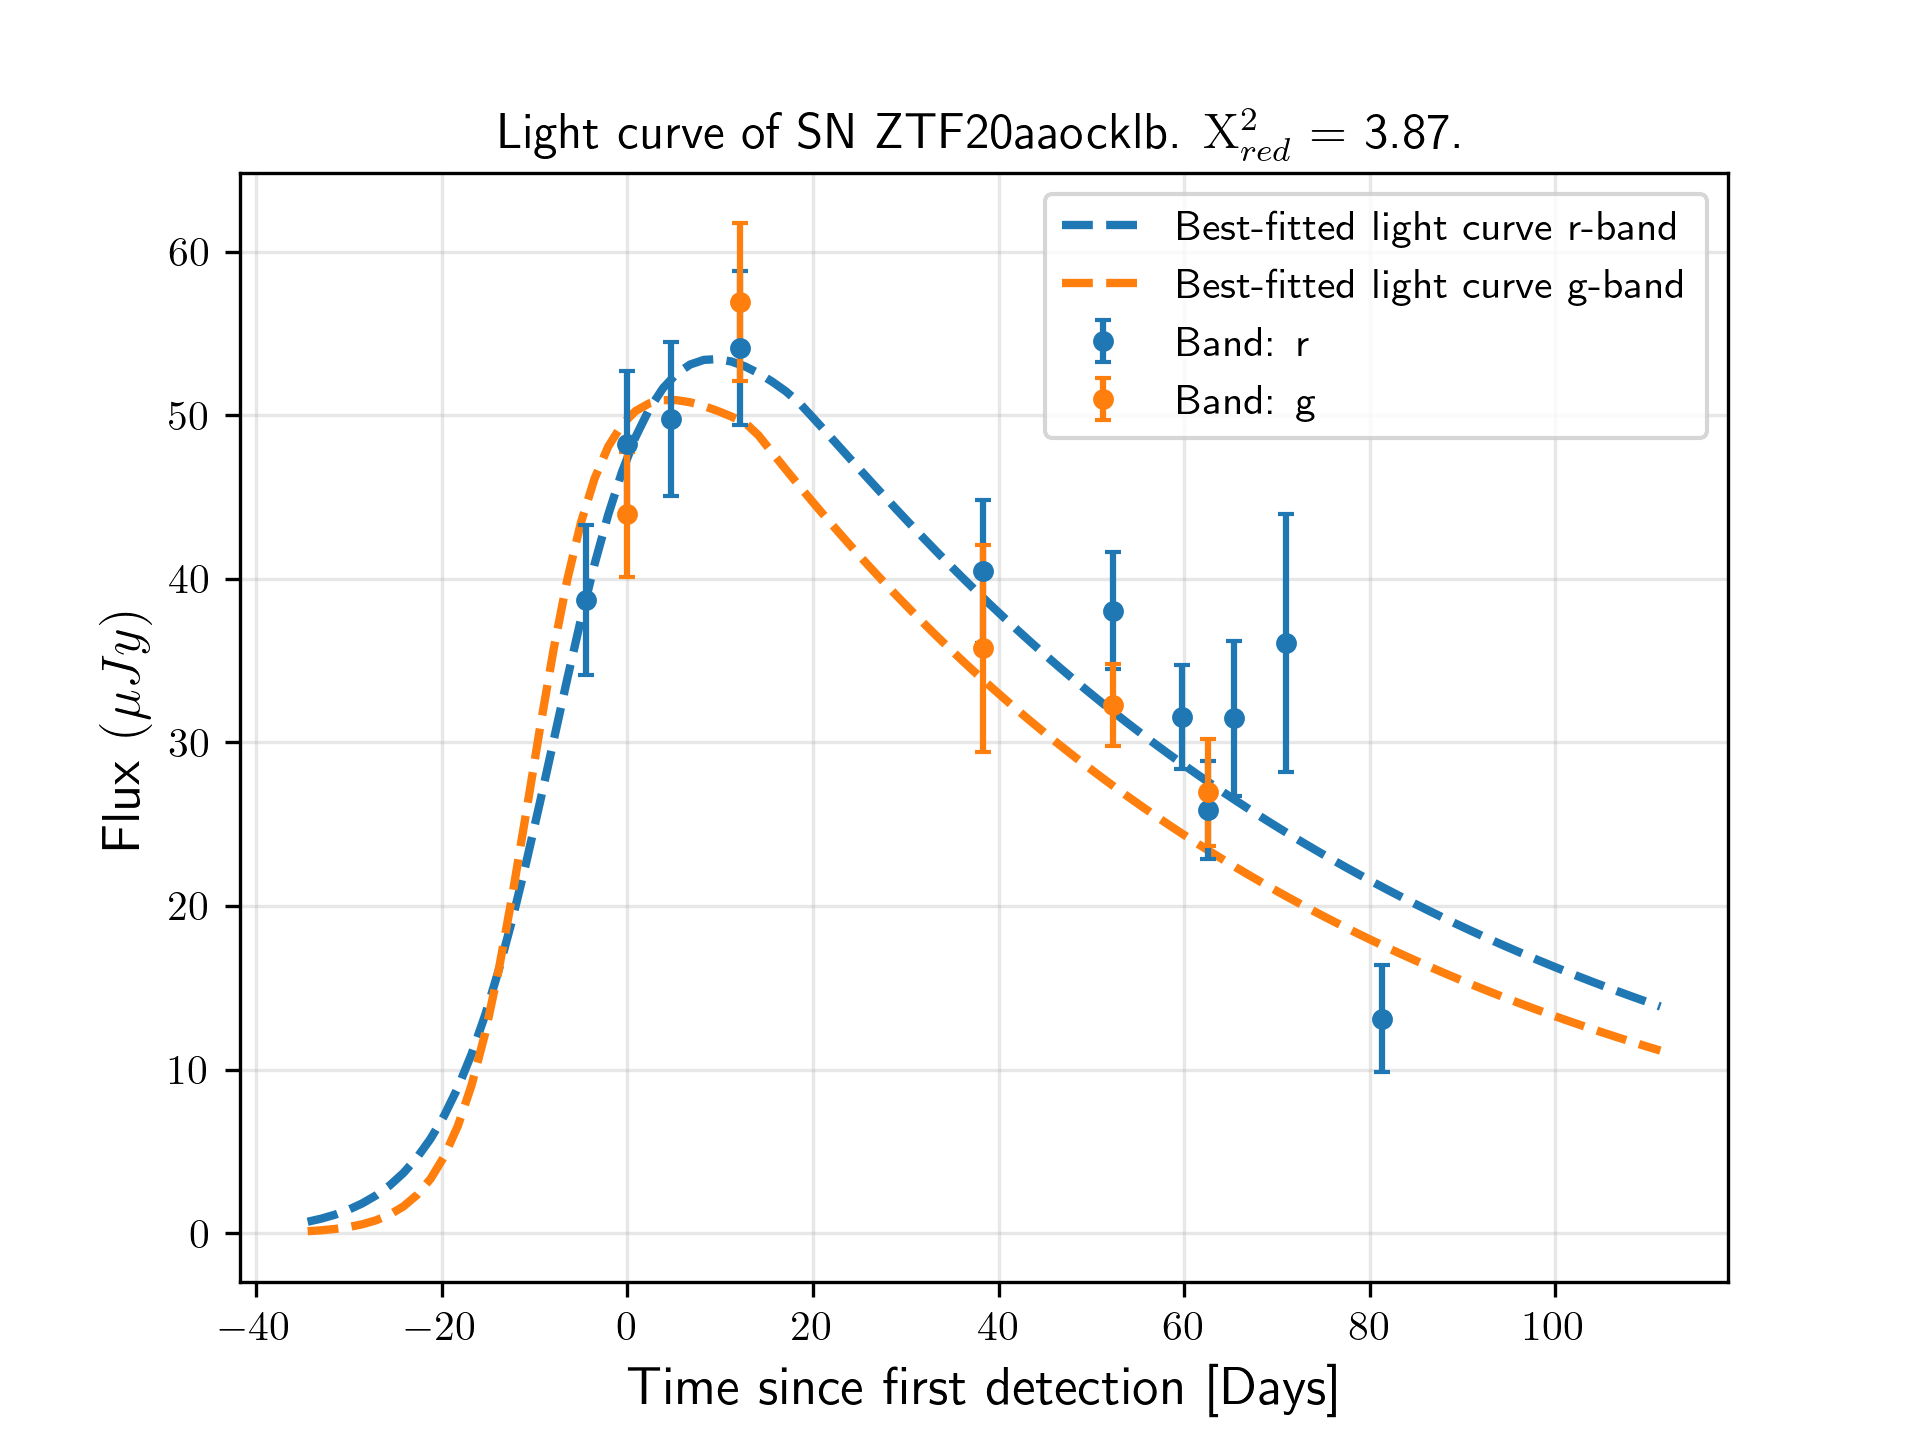 Light curve of SN ZTF20aaocklb. X²_red = 3.87.
Best-fitted light curve r-band
Best-fitted light curve g-band
Band: r
Band: g
60
50
40
30
20
10
0
Flux (μJy)
−40 −20 0 20 40 60 80 100
Time since first detection [Days]